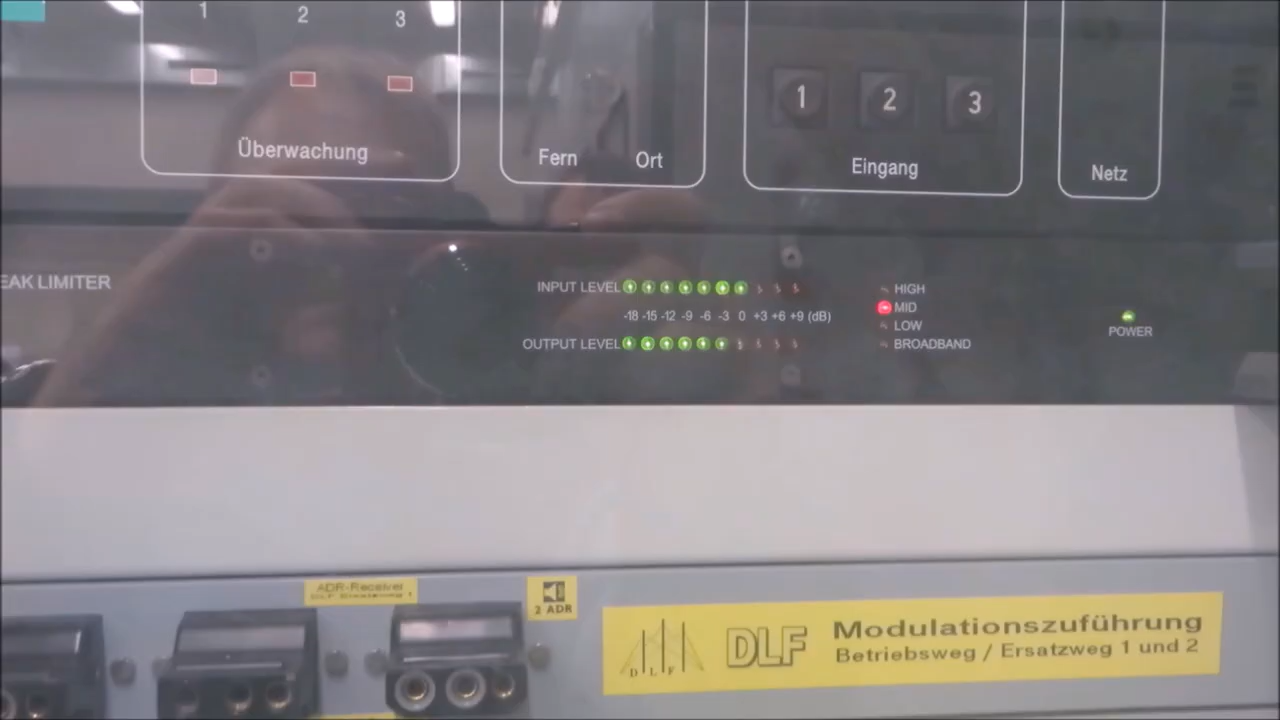 1 2 3
Überwachung
Fern Ort
1 2 3
Eingang
Netz
EAK LIMITER
INPUT LEVEL
-18 -15 -12 -9 -6 -3 0 +3 +6 +9 (dB)
OUTPUT LEVEL
HIGH
MID
LOW
BROADBAND
POWER
ADR-Receiver
2 ADR
D L F
DLF
Modulationszuführung
Betriebsweg / Ersatzweg 1 und 2